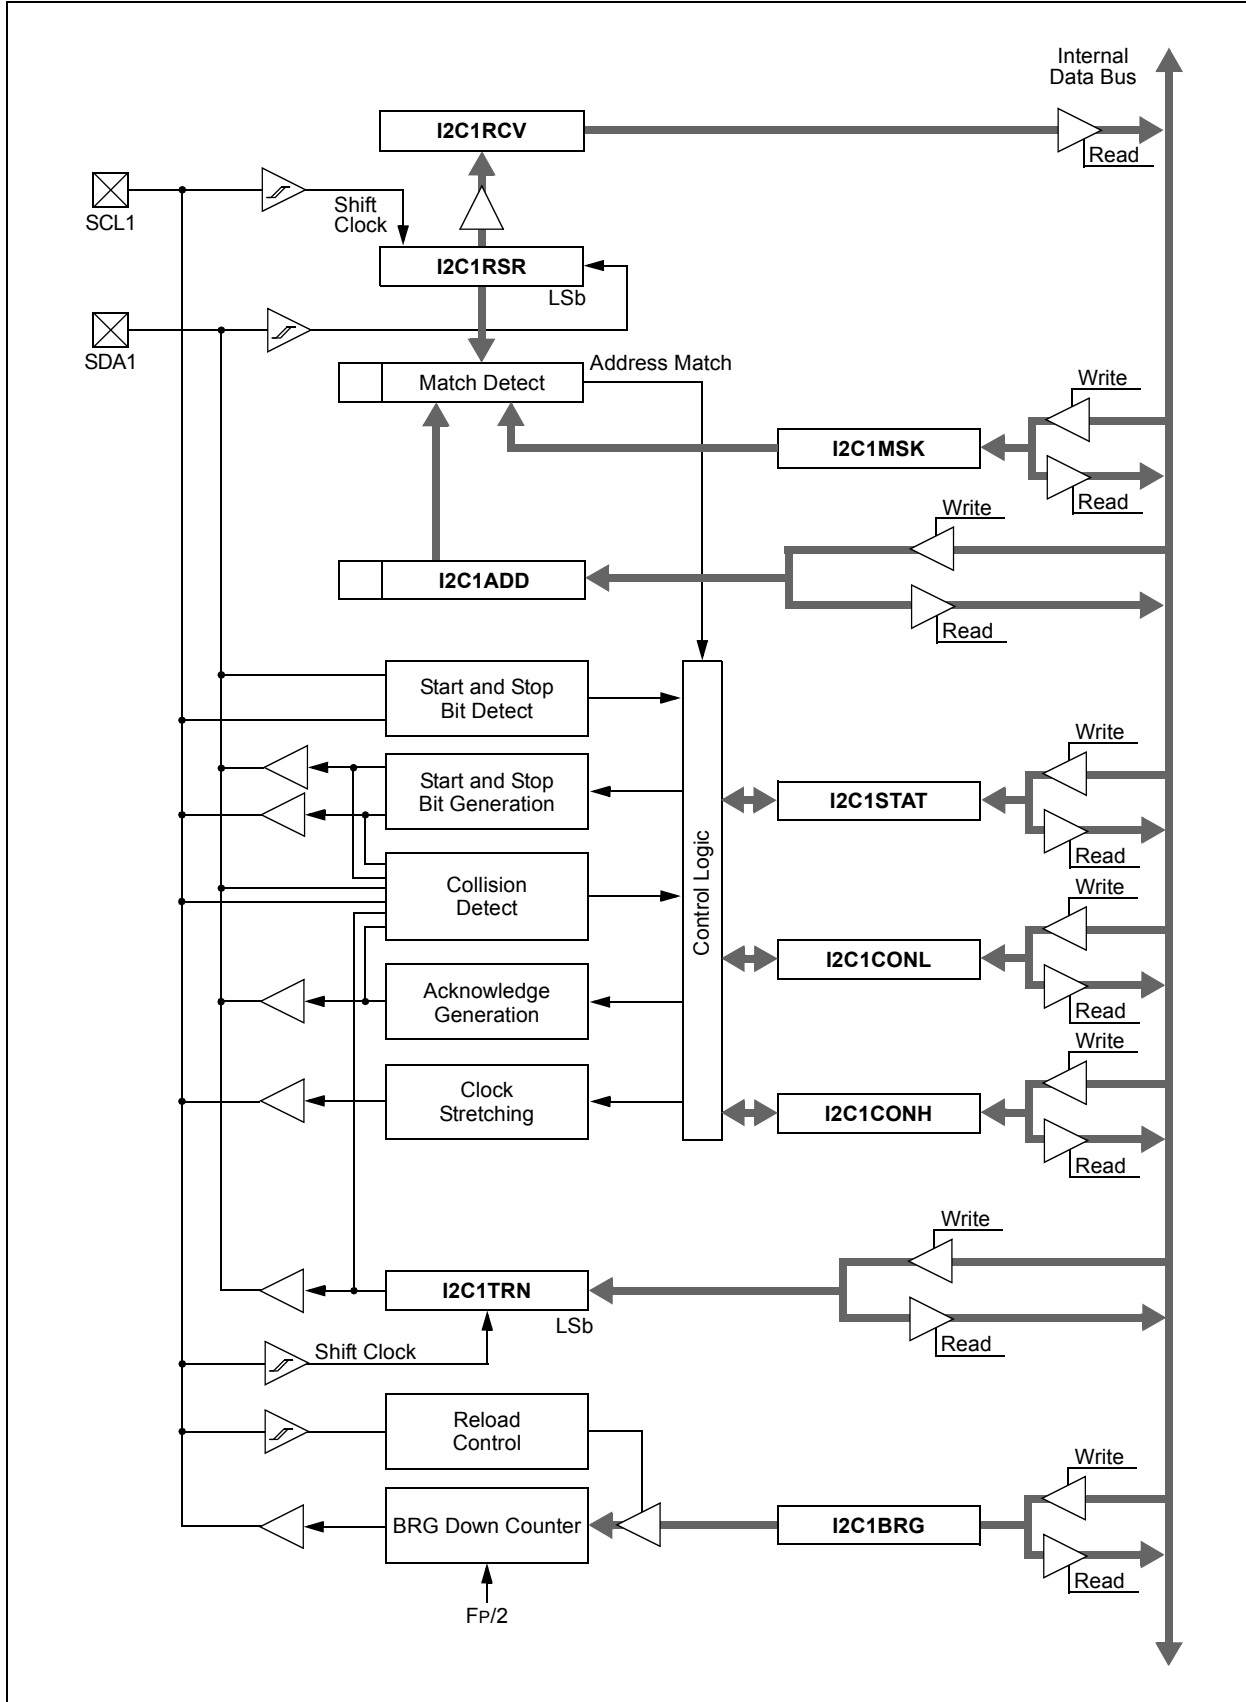 Internal
Data Bus
I2C1RCV
Read
SCL1
Shift
Clock
I2C1RSR
LSb
SDA1
Address Match
Match Detect
Write
I2C1MSK
Read
Write
I2C1ADD
Read
Start and Stop
Bit Detect
Write
Start and Stop
Bit Generation
I2C1STAT
Read
Control Logic
Collision
Detect
Write
I2C1CONL
Acknowledge
Generation
Read
Write
Clock
Stretching
I2C1CONH
Read
Write
I2C1TRN
LSb
Read
Shift Clock
Reload
Control
Write
BRG Down Counter
I2C1BRG
Read
FP/2